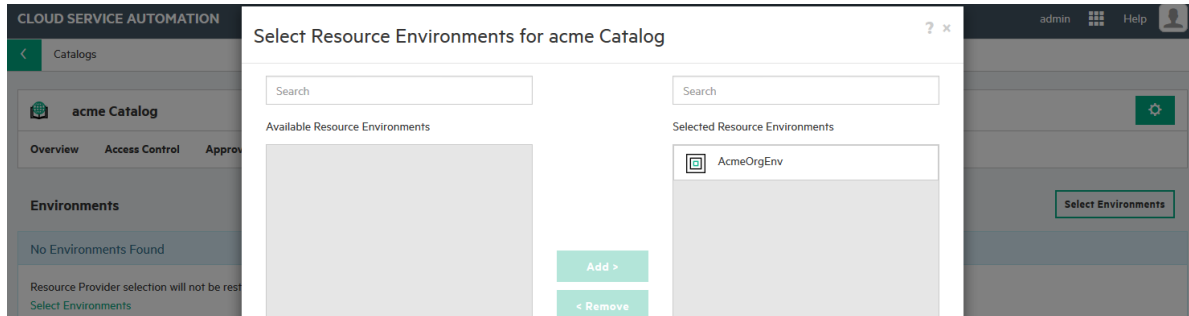 CLOUD SERVICE AUTOMATION
admin
Help
Select Resource Environments for acme Catalog
? ×
Catalogs
Search
Search
acme Catalog
Available Resource Environments
Selected Resource Environments
Overview Access Control Approv
AcmeOrgEnv
Environments
Select Environments
No Environments Found
Add >
Resource Provider selection will not be rest
Select Environments
< Remove